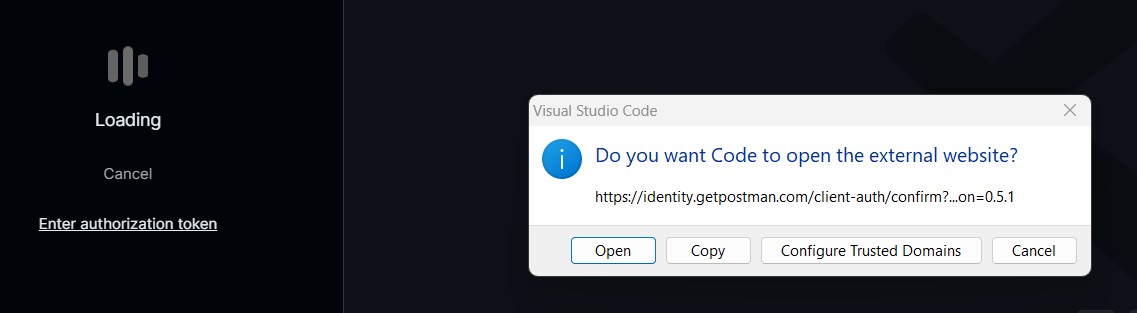 Loading
Cancel
Enter authorization token
Visual Studio Code
Do you want Code to open the external website?
https://identity.getpostman.com/client-auth/confirm?...on=0.5.1
Open
Copy
Configure Trusted Domains
Cancel